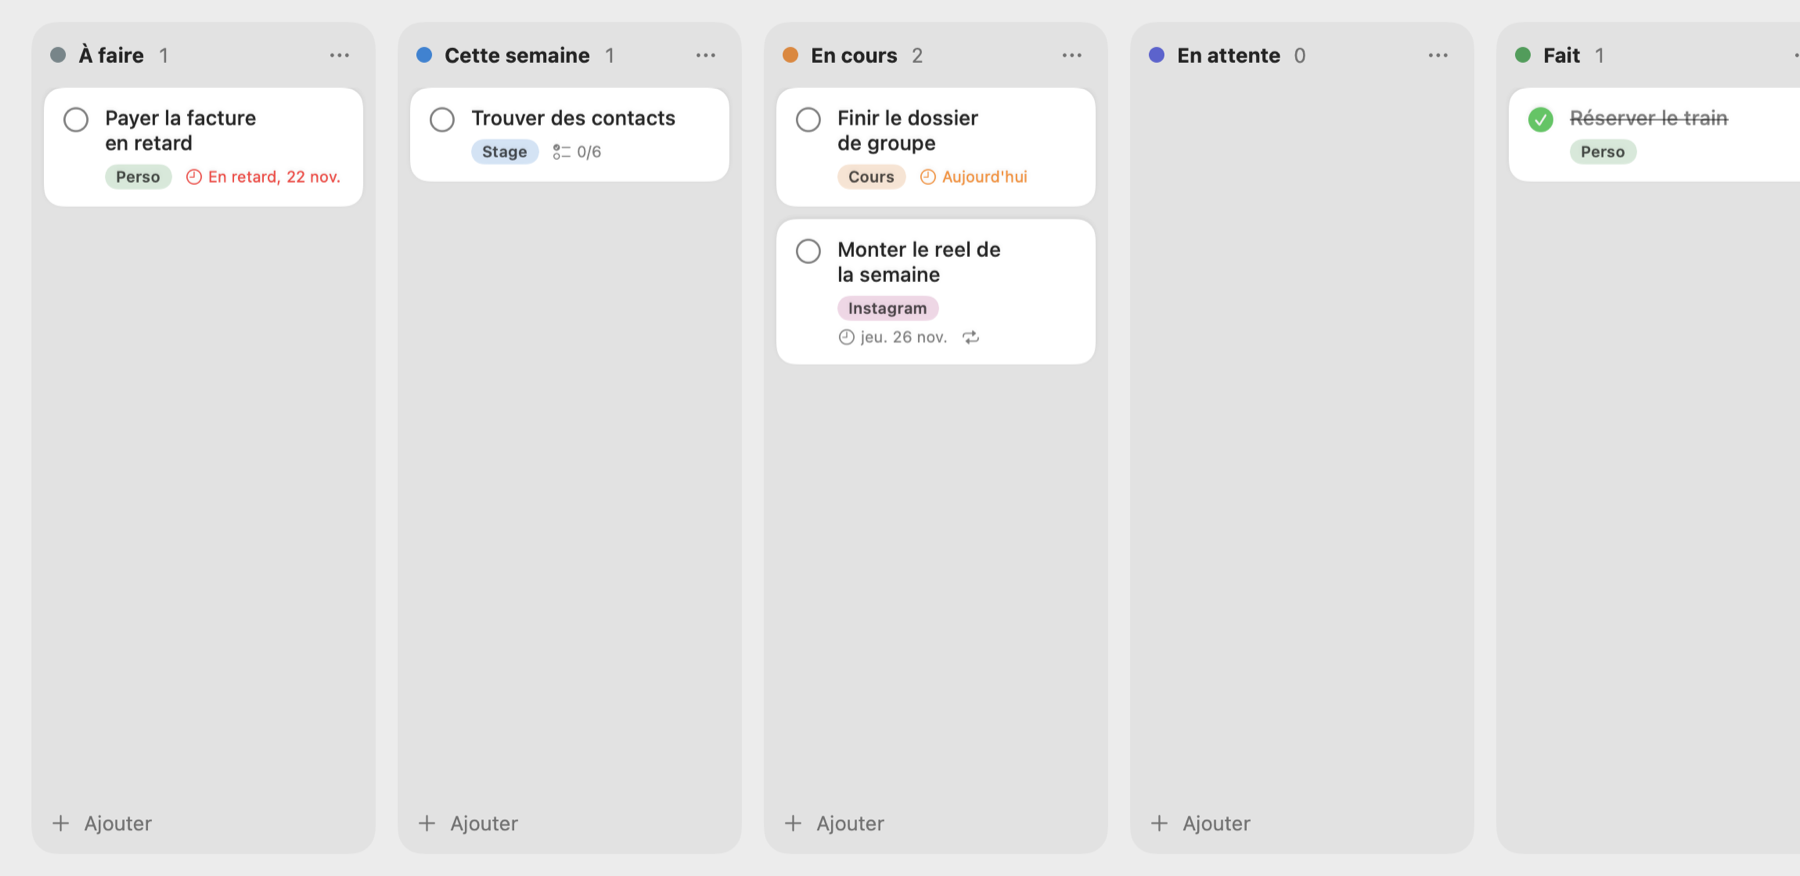 À faire 1
Payer la facture
en retard
Perso En retard, 22 nov.
Ajouter
Cette semaine 1
Trouver des contacts
Stage 0/6
Ajouter
En cours 2
Finir le dossier
de groupe
Cours Aujourd'hui
Monter le reel de
la semaine
Instagram
jeu. 26 nov.
Ajouter
En attente 0
Ajouter
Fait 1
Réserver le train
Perso